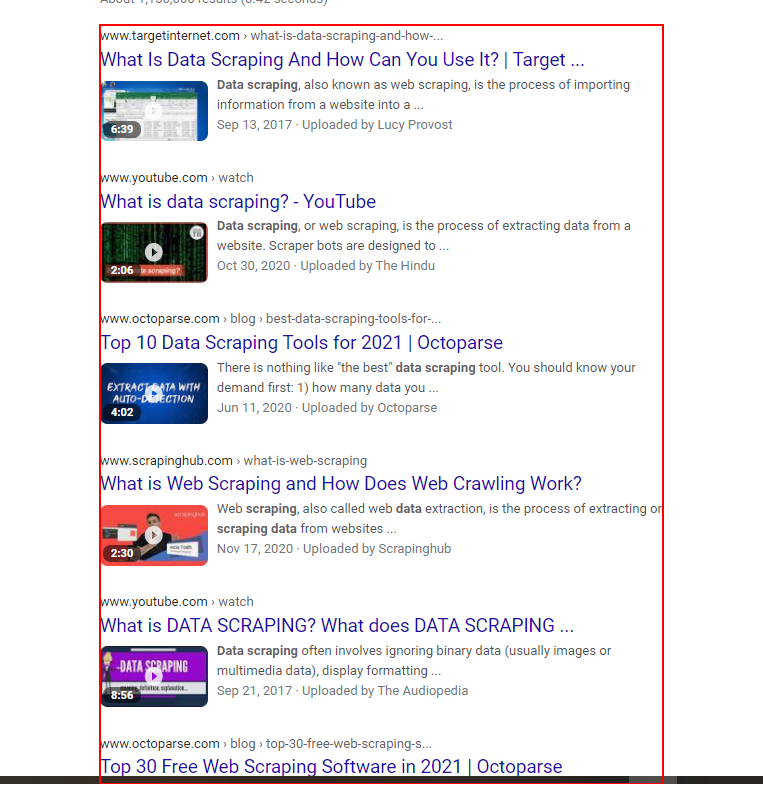 About 1,150,000 results (0.42 seconds)
www.targetinternet.com › what-is-data-scraping-and-how-...
What Is Data Scraping And How Can You Use It? | Target ...
Data scraping, also known as web scraping, is the process of importing
information from a website into a ...
6:39
Sep 13, 2017 · Uploaded by Lucy Provost
www.youtube.com › watch
What is data scraping? - YouTube
Data scraping, or web scraping, is the process of extracting data from a
website. Scraper bots are designed to ...
2:06
ta scraping?
Oct 30, 2020 · Uploaded by The Hindu
www.octoparse.com › blog › best-data-scraping-tools-for-...
Top 10 Data Scraping Tools for 2021 | Octoparse
There is nothing like "the best" data scraping tool. You should know your
demand first: 1) how many data you ...
EXTRACT DATA WITH
AUTO-DETECTION
4:02
Jun 11, 2020 · Uploaded by Octoparse
www.scrapinghub.com › what-is-web-scraping
What is Web Scraping and How Does Web Crawling Work?
Web scraping, also called web data extraction, is the process of extracting or
scraping data from websites ...
scrapinghub
2:30
Nov 17, 2020 · Uploaded by Scrapinghub
www.youtube.com › watch
What is DATA SCRAPING? What does DATA SCRAPING ...
Data scraping often involves ignoring binary data (usually images or
multimedia data), display formatting ...
-DATA SCRAPING
8:56
Sep 21, 2017 · Uploaded by The Audiopedia
www.octoparse.com › blog › top-30-free-web-scraping-s...
Top 30 Free Web Scraping Software in 2021 | Octoparse